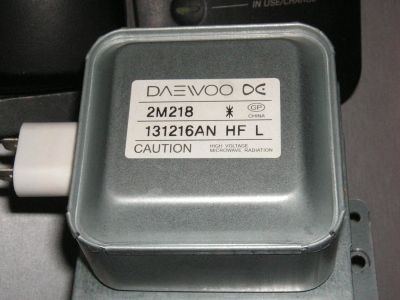 IN USE/CHARGE
DAEWOO
2M218 GP
CHINA
131216AN HF L
CAUTION HIGH VOLTAGE
MICROWAVE RADIATION